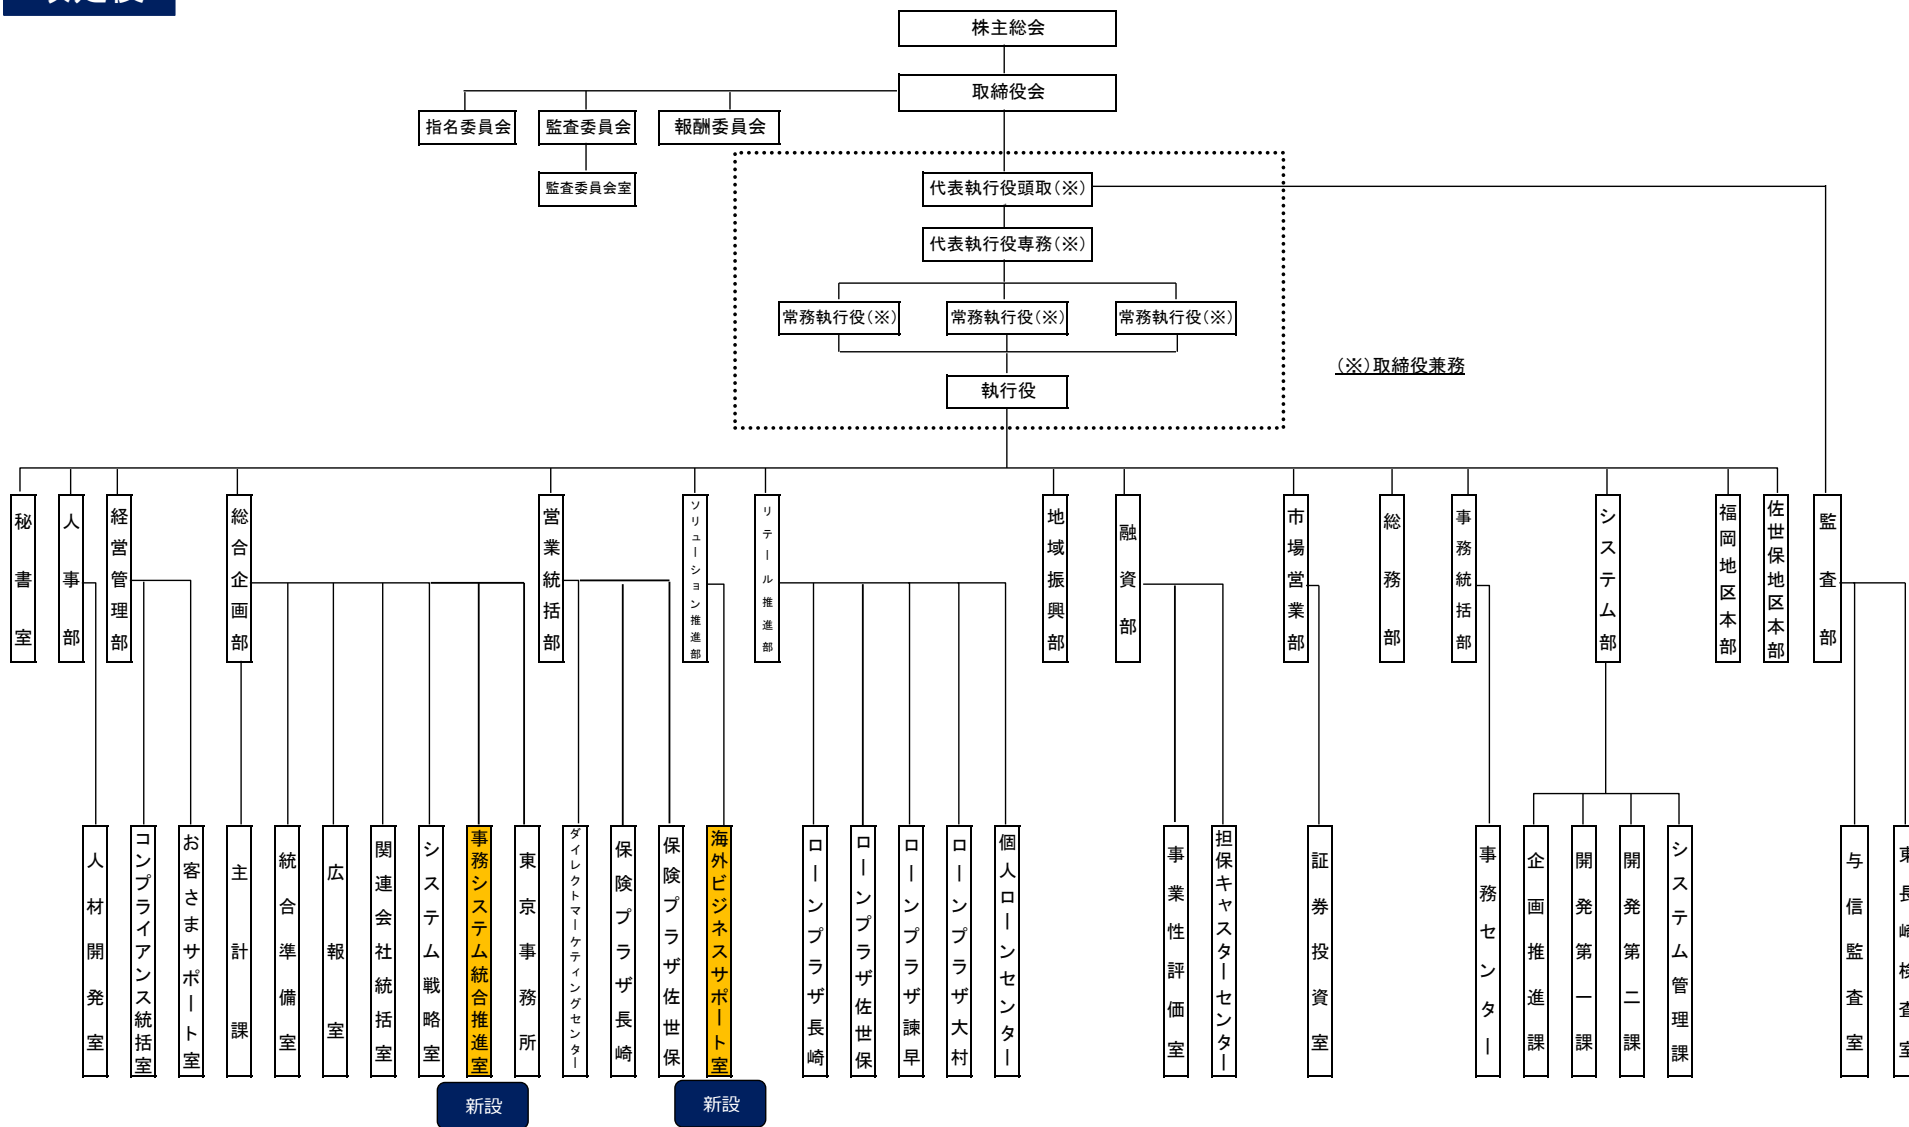 株主総会
取締役会
指名委員会
監査委員会
報酬委員会
監査委員会室
代表執行役頭取(※)
代表執行役専務(※)
常務執行役(※)
常務執行役(※)
常務執行役(※)
(※)取締役兼務
執行役
秘書室
人事部
経営管理部
総合企画部
営業統括部
ソリューション推進部
リテール推進部
地域振興部
融資部
市場営業部
総務部
事務統括部
システム部
福岡地区本部
佐世保地区本部
監査部
人材開発室
コンプライアンス統括室
お客さまサポート室
主計課
統合準備室
広報室
関連会社統括室
システム戦略室
事務システム統合推進室
東京事務所
ダイレクトマーケティングセンター
保険プラザ長崎
保険プラザ佐世保
海外ビジネスサポート室
ローンプラザ長崎
ローンプラザ佐世保
ローンプラザ諫早
ローンプラザ大村
個人ローンセンター
事業性評価室
担保キャスターセンター
証券投資室
事務センター
企画推進課
開発第一課
開発第二課
システム管理課
与信監査室
東長崎検査室
新設
新設